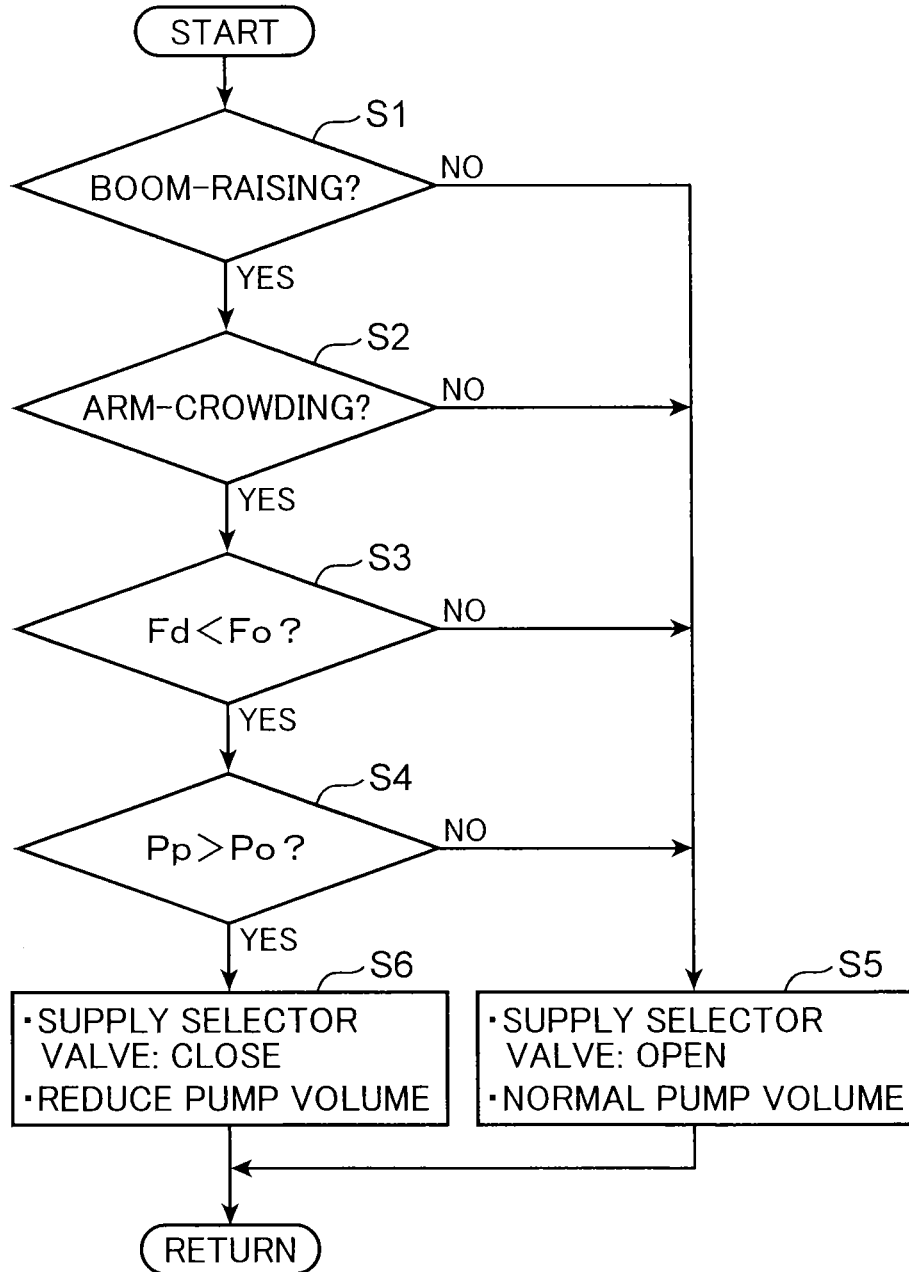 START
S1
BOOM-RAISING?
NO
YES
S2
ARM-CROWDING?
NO
YES
S3
Fd<Fo?
NO
YES
S4
Pp>Po?
NO
YES
S6
・SUPPLY SELECTOR
VALVE: CLOSE
・REDUCE PUMP VOLUME
S5
・SUPPLY SELECTOR
VALVE: OPEN
・NORMAL PUMP VOLUME
RETURN